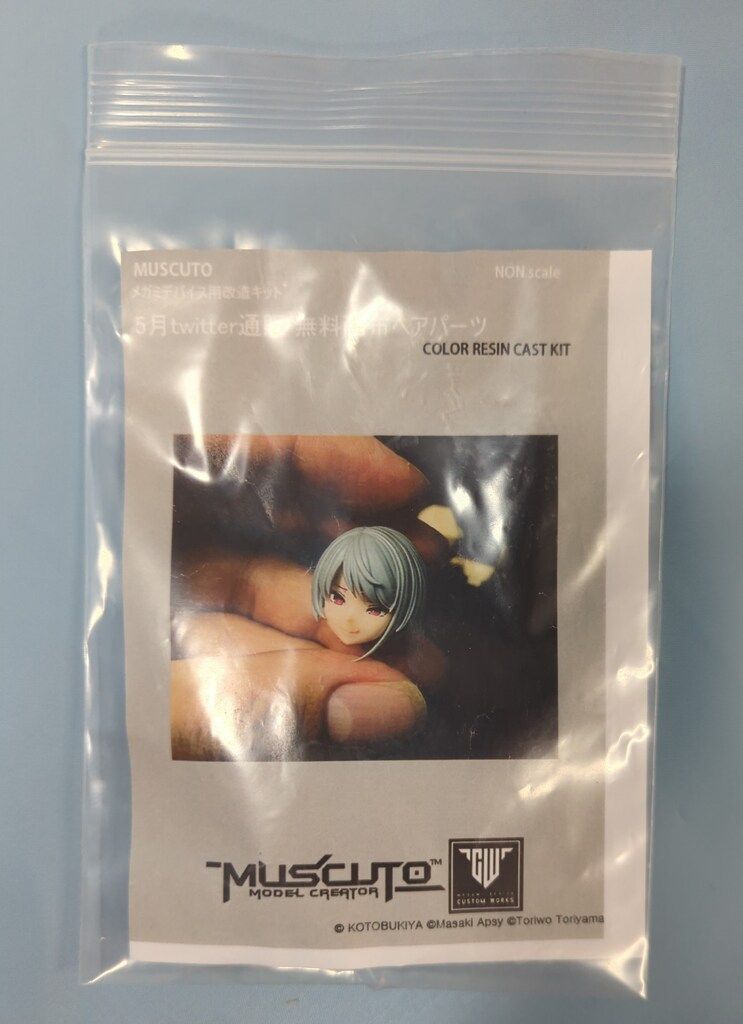 MUSCUTO
NON.scale
メガミデバイス用改造キット
5月twitter通 無料 布ヘアパーツ
COLOR RESIN CAST KIT
MUSCUTO™
MODEL CREATOR
CUSTOM WORKS
© KOTOBUKIYA ©Masaki Apsy ©Toriwo Toriyama